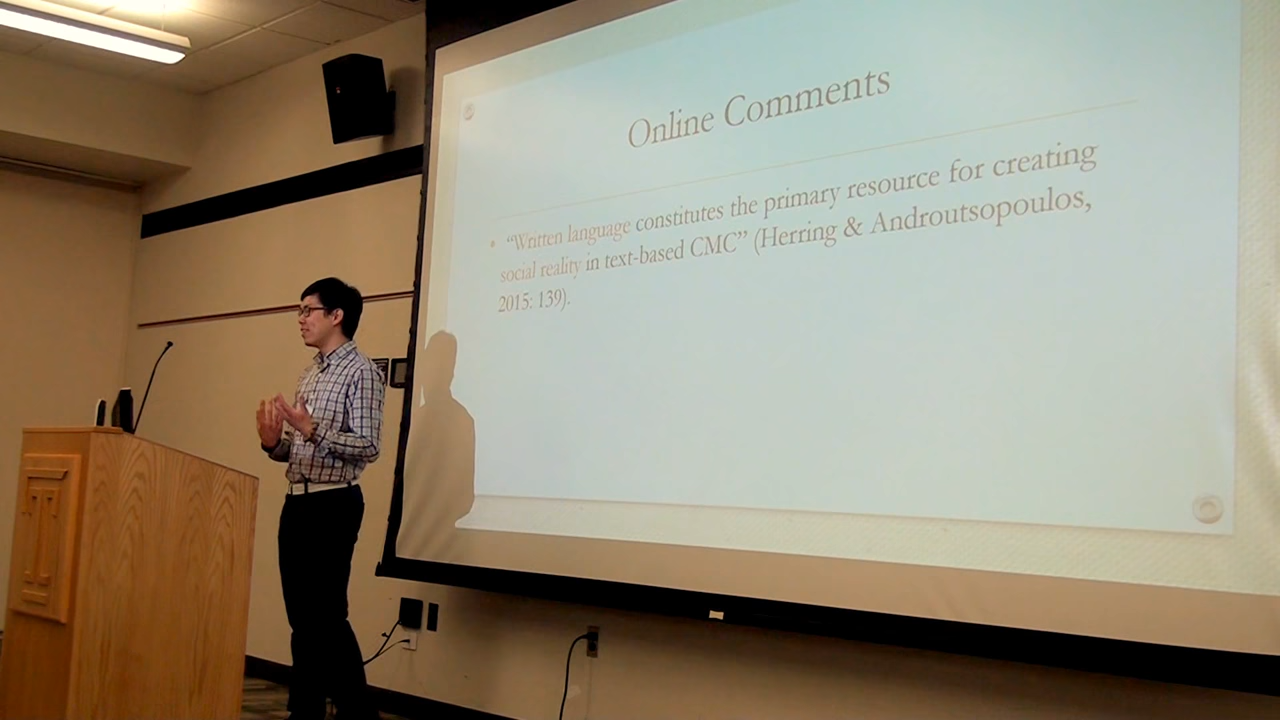 Online Comments
• “Written language constitutes the primary resource for creating
social reality in text-based CMC” (Herring & Androutsopoulos,
2015: 139).